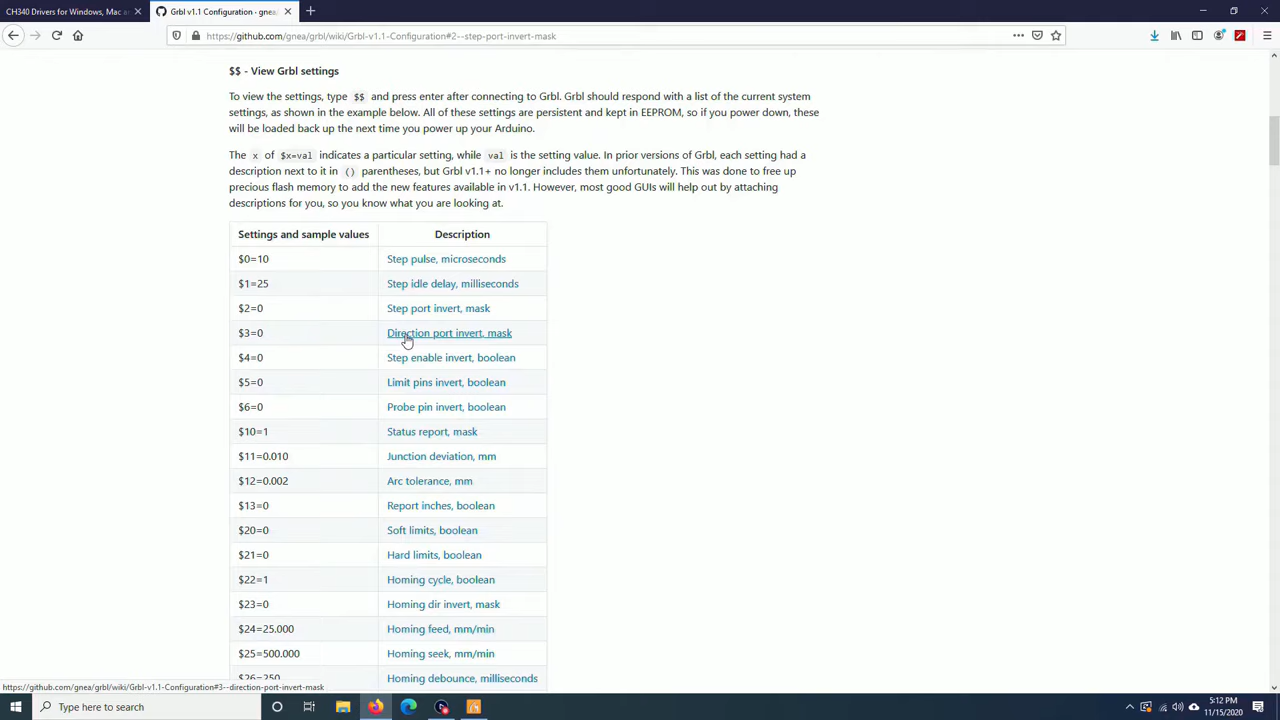 CH340 Drivers for Windows, Mac an
Grbl v1.1 Configuration · gnea/
https://github.com/gnea/grbl/wiki/Grbl-v1.1-Configuration#2--step-port-invert-mask
$$ - View Grbl settings
To view the settings, type $$ and press enter after connecting to Grbl. Grbl should respond with a list of the current system
settings, as shown in the example below. All of these settings are persistent and kept in EEPROM, so if you power down, these
will be loaded back up the next time you power up your Arduino.
The x of $x=val indicates a particular setting, while val is the setting value. In prior versions of Grbl, each setting had a
description next to it in () parentheses, but Grbl v1.1+ no longer includes them unfortunately. This was done to free up
precious flash memory to add the new features available in v1.1. However, most good GUIs will help out by attaching
descriptions for you, so you know what you are looking at.
Settings and sample values Description
$0=10 Step pulse, microseconds
$1=25 Step idle delay, milliseconds
$2=0 Step port invert, mask
$3=0 Direction port invert, mask
$4=0 Step enable invert, boolean
$5=0 Limit pins invert, boolean
$6=0 Probe pin invert, boolean
$10=1 Status report, mask
$11=0.010 Junction deviation, mm
$12=0.002 Arc tolerance, mm
$13=0 Report inches, boolean
$20=0 Soft limits, boolean
$21=0 Hard limits, boolean
$22=1 Homing cycle, boolean
$23=0 Homing dir invert, mask
$24=25.000 Homing feed, mm/min
$25=500.000 Homing seek, mm/min
$26=250 Homing debounce, milliseconds
https://github.com/gnea/grbl/wiki/Grbl-v1.1-Configuration#3--direction-port-invert-mask
Type here to search
5:12 PM
11/15/2020